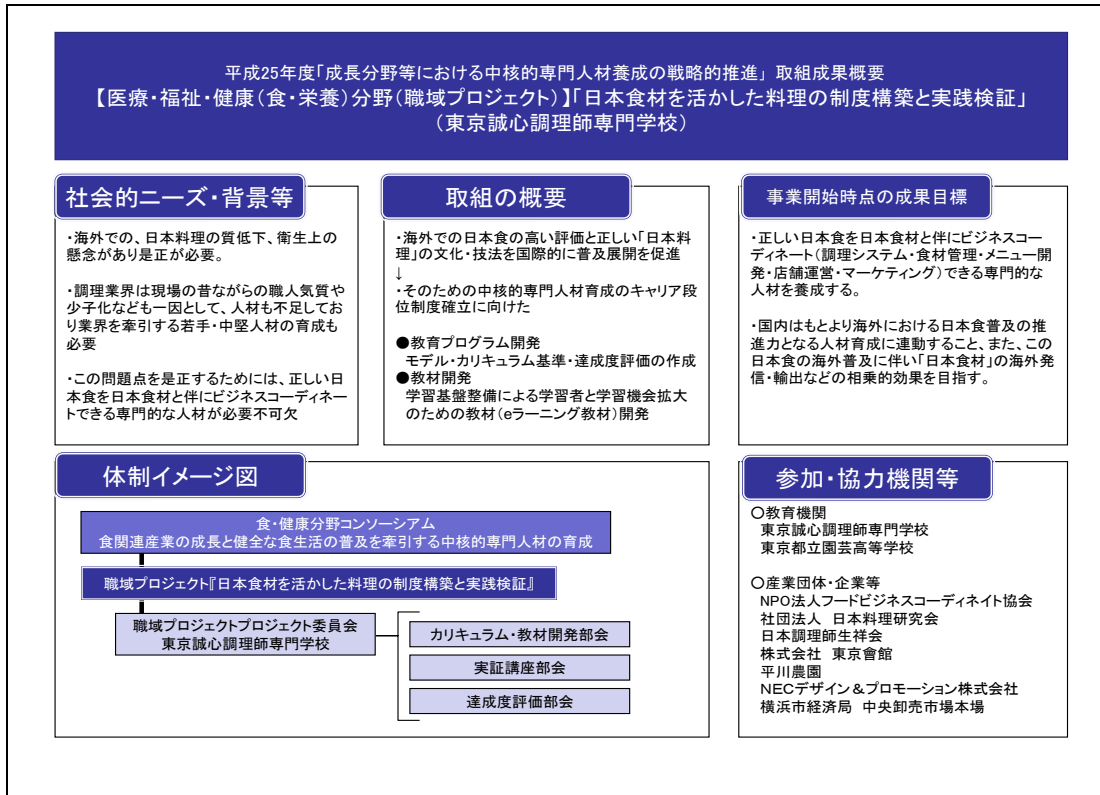 平成25年度「成長分野等における中核的専門人材養成の戦略的推進」 取組成果概要
【医療・福祉・健康(食・栄養)分野(職域プロジェクト)】「日本食材を活かした料理の制度構築と実践検証」
(東京誠心調理師専門学校)
社会的ニーズ・背景等
・海外での、日本料理の質低下、衛生上の
懸念があり是正が必要。
・調理業界は現場の昔ながらの職人気質や
少子化なども一因として、人材も不足してお
り業界を牽引する若手・中堅人材の育成も
必要
・この問題点を是正するためには、正しい日
本食を日本食材と伴にビジネスコーディネー
トできる専門的な人材が必要不可欠
取組の概要
・海外での日本食の高い評価と正しい「日本料
理」の文化・技法を国際的に普及展開を促進
↓
・そのための中核的専門人材育成のキャリア段
位制度確立に向けた
●教育プログラム開発
モデル・カリキュラム基準・達成度評価の作成
●教材開発
学習基盤整備による学習者と学習機会拡大
のための教材(eラーニング教材)開発
事業開始時点の成果目標
・正しい日本食を日本食材と伴にビジネスコー
ディネート(調理システム・食材管理・メニュー開
発・店舗運営・マーケティング)できる専門的な
人材を養成する。
・国内はもとより海外における日本食普及の推
進力となる人材育成に連動すること、また、この
日本食の海外普及に伴い「日本食材」の海外発
信・輸出などの相乗的効果を目指す。
体制イメージ図
食・健康分野コンソーシアム
食関連産業の成長と健全な食生活の普及を牽引する中核的専門人材の育成
職域プロジェクト『日本食材を活かした料理の制度構築と実践検証』
職域プロジェクトプロジェクト委員会
東京誠心調理師専門学校
カリキュラム・教材開発部会
実証講座部会
達成度評価部会
参加・協力機関等
○教育機関
東京誠心調理師専門学校
東京都立園芸高等学校
○産業団体・企業等
NPO法人フードビジネスコーディネイト協会
社団法人 日本料理研究会
日本調理師生祥会
株式会社 東京會館
平川農園
NECデザイン&プロモーション株式会社
横浜市経済局 中央卸売市場本場